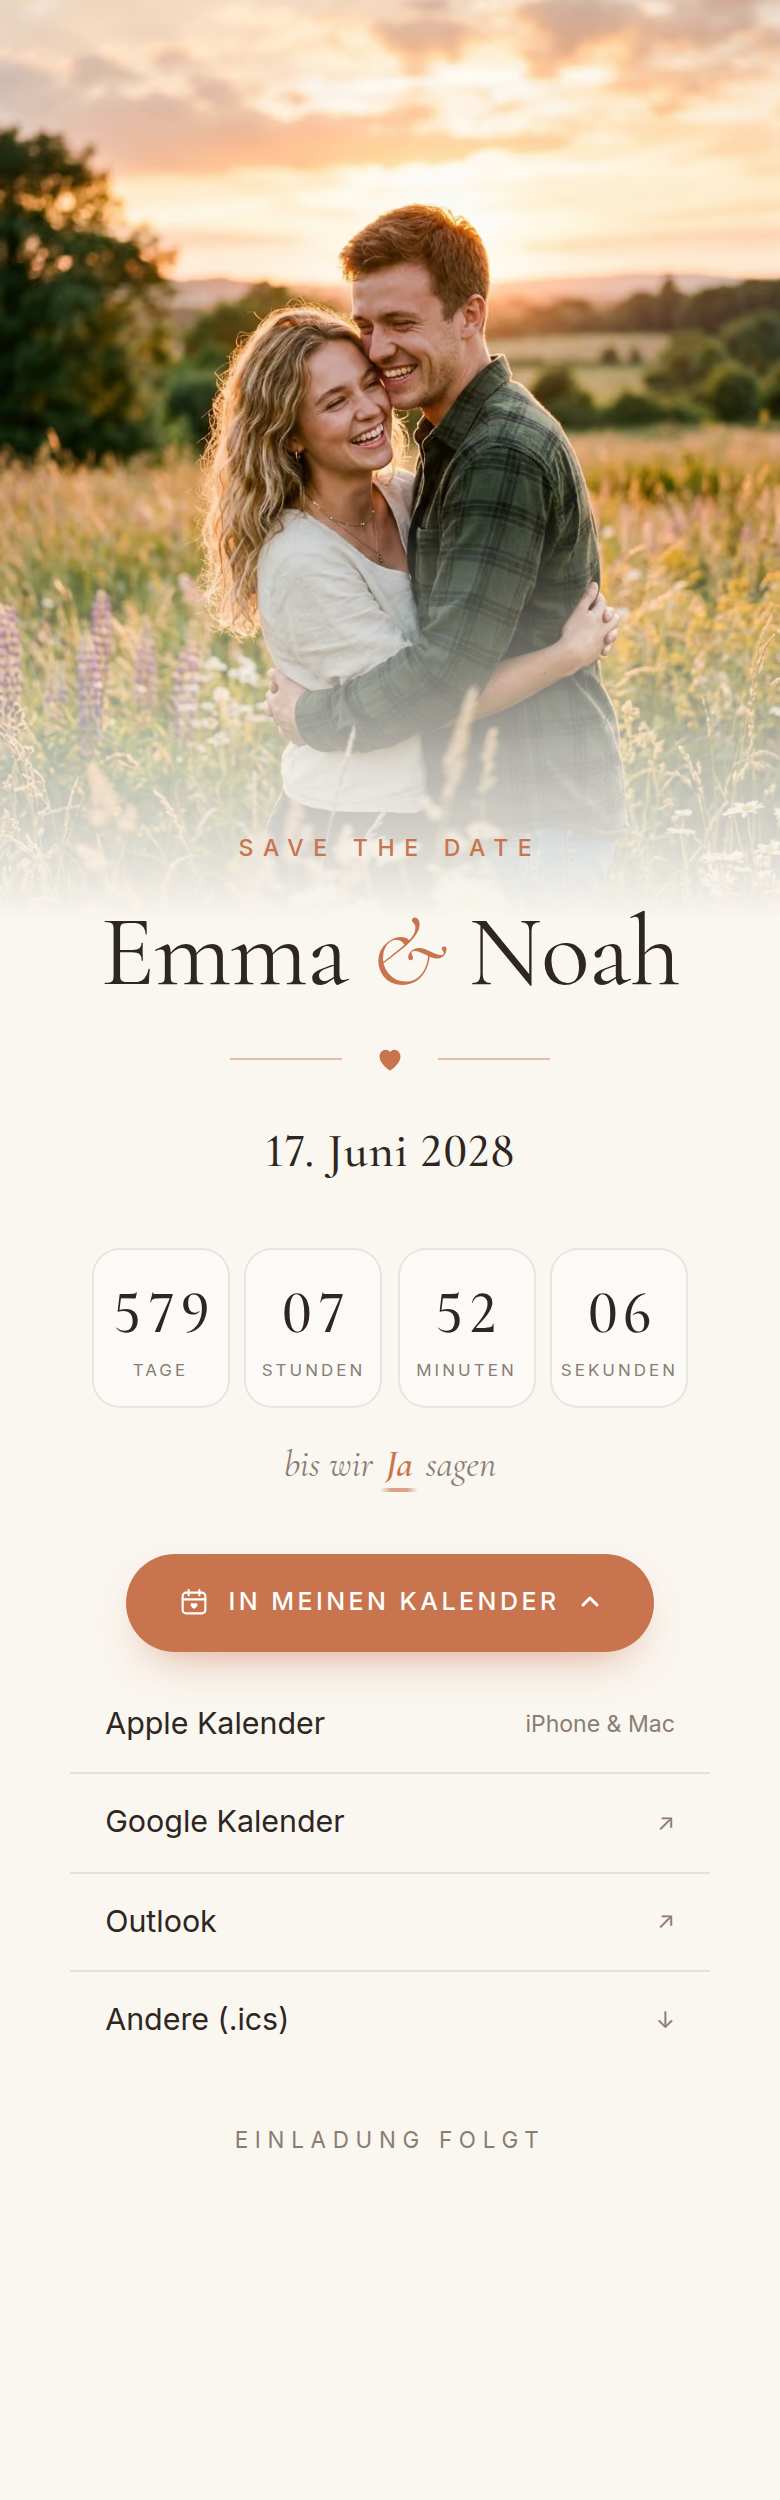 SAVE THE DATE
Emma & Noah
17. Juni 2028
579 07 52 06
TAGE STUNDEN MINUTEN SEKUNDEN
bis wir Ja sagen
IN MEINEN KALENDER
Apple Kalender iPhone & Mac
Google Kalender
Outlook
Andere (.ics)
EINLADUNG FOLGT